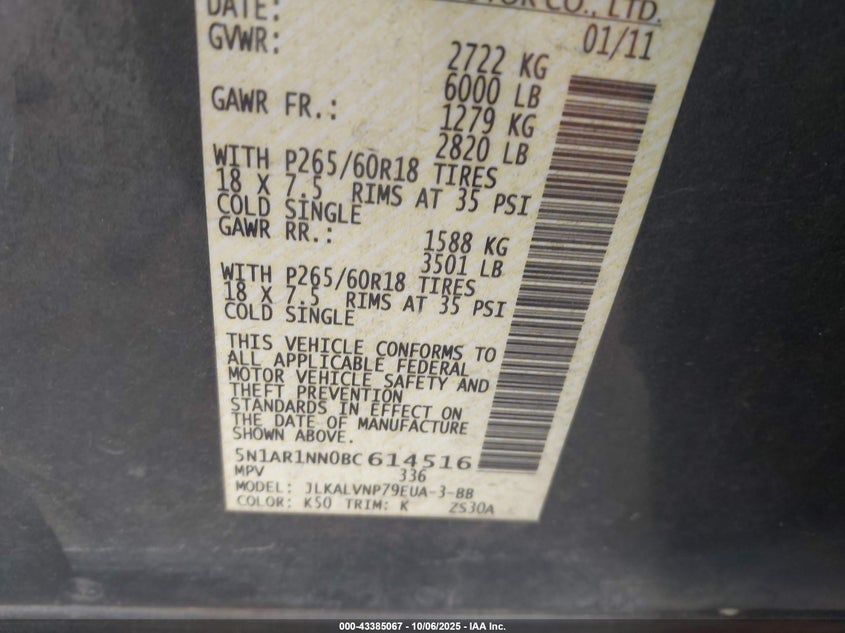 MOTOR CO., LTD.
DATE: 01/11
GVWR: 2722 KG
6000 LB
GAWR FR.: 1279 KG
2820 LB
WITH P265/60R18 TIRES
18 X 7.5 RIMS AT 35 PSI
COLD SINGLE
GAWR RR.: 1588 KG
3501 LB
WITH P265/60R18 TIRES
18 X 7.5 RIMS AT 35 PSI
COLD SINGLE
THIS VEHICLE CONFORMS TO
ALL APPLICABLE FEDERAL
MOTOR VEHICLE SAFETY AND
THEFT PREVENTION
STANDARDS IN EFFECT ON
THE DATE OF MANUFACTURE
SHOWN ABOVE.
5N1AR1NN0BC614516
MPV 336
MODEL: JLKALVNP79EUA-3-BB
COLOR: K50 TRIM: K ZS30A
000-43385067 - 10/06/2025 - IAA Inc.